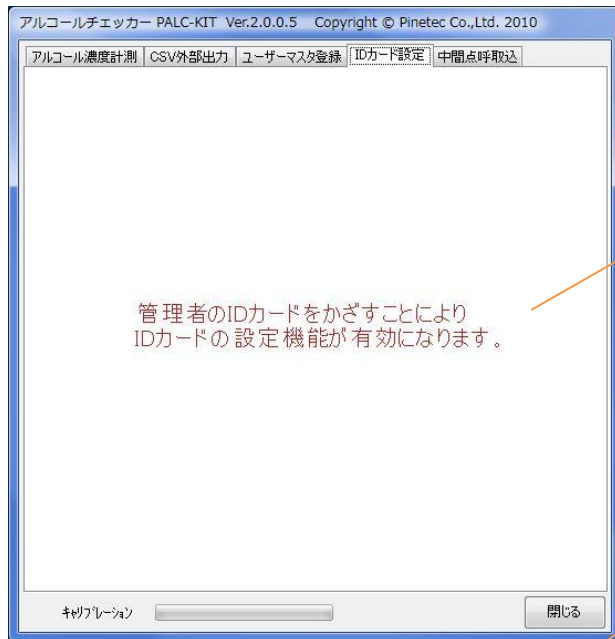 アルコールチェッカー PALC-KIT Ver.2.0.0.5 Copyright © Pinetec Co.,Ltd. 2010
アルコール濃度計測 CSV外部出力 ユーザーマスタ登録 IDカード設定 中間点呼取込
管理者のIDカードをかざすことにより
IDカードの設定機能が有効になります。
ｷｬﾘﾌﾞﾚｰｼｮﾝ 閉じる